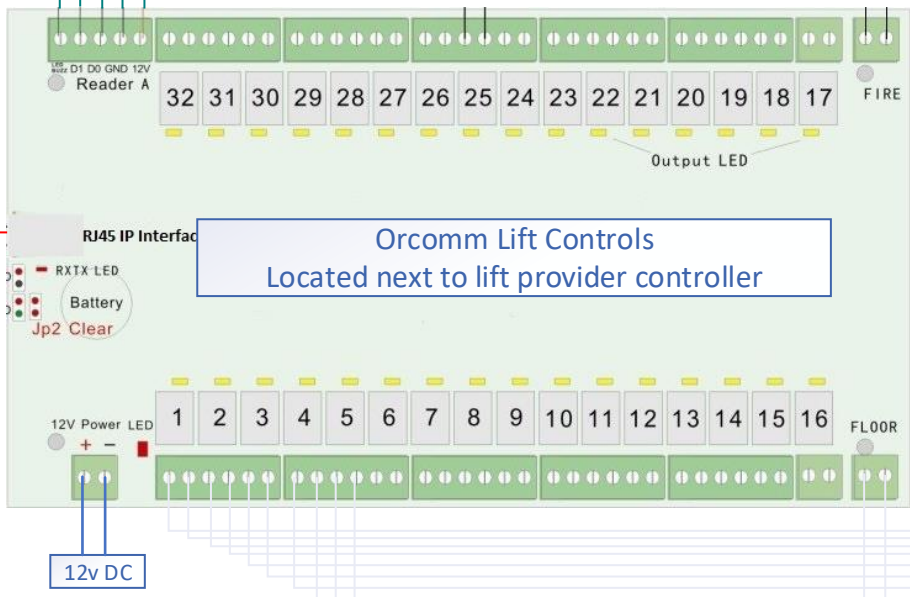 LED
BUZZ D1 D0 GND 12V
Reader A
32 31 30 29 28 27 26 25 24 23 22 21 20 19 18 17
FIRE
Output LED
RJ45 IP Interfac
Orcomm Lift Controls
Located next to lift provider controller
RXTX LED
Battery
Jp2 Clear
12V Power LED
+ −
1 2 3 4 5 6 7 8 9 10 11 12 13 14 15 16
FLOOR
12v DC